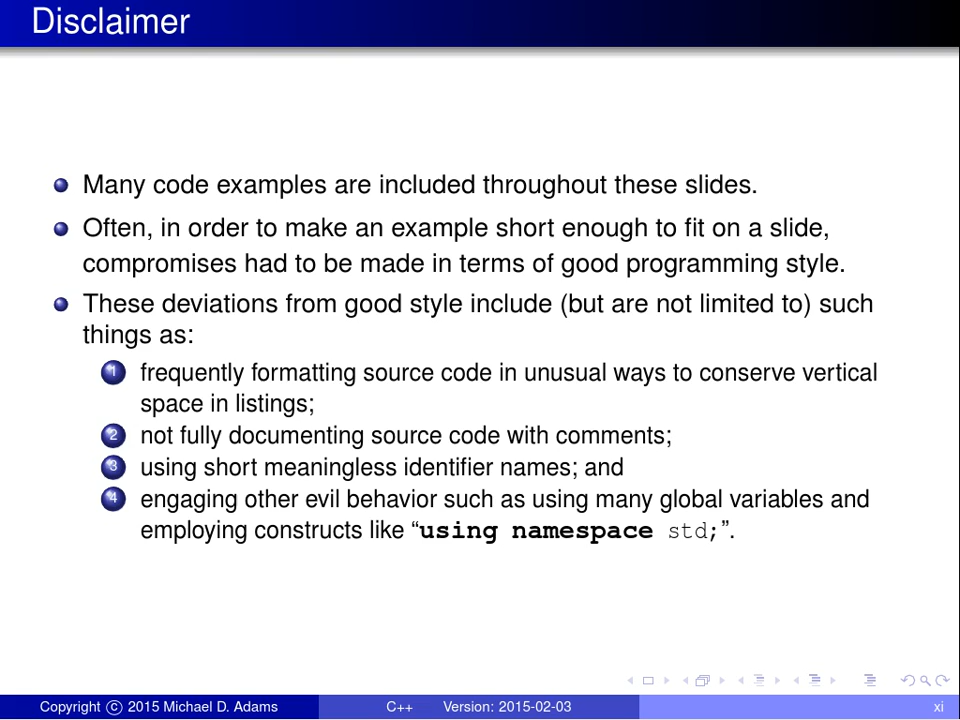 Disclaimer
Many code examples are included throughout these slides.
Often, in order to make an example short enough to fit on a slide,
compromises had to be made in terms of good programming style.
These deviations from good style include (but are not limited to) such
things as:
1 frequently formatting source code in unusual ways to conserve vertical
space in listings;
2 not fully documenting source code with comments;
3 using short meaningless identifier names; and
4 engaging other evil behavior such as using many global variables and
employing constructs like “using namespace std;”.
Copyright © 2015 Michael D. Adams C++ Version: 2015-02-03 xi